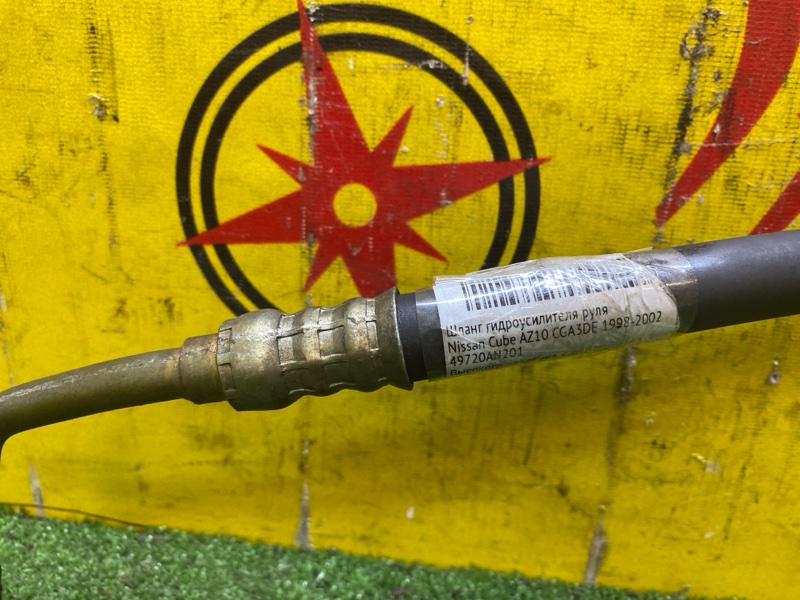 Шланг гидроусилителя руля
Nissan Cube AZ10 CGA3DE 1998-2002
49720AN201